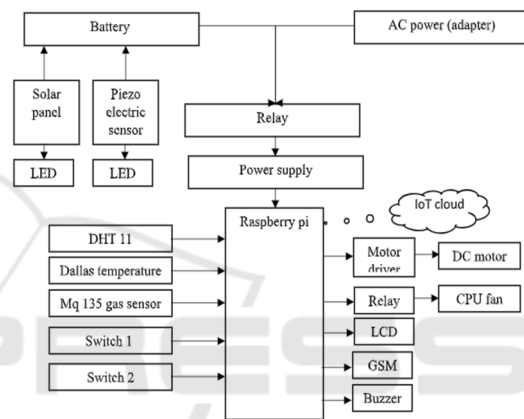 Battery
AC power (adapter)
Solar
panel
Piezo
electric
sensor
LED
LED
Relay
Power supply
Raspberry pi
IoT cloud
DHT 11
Dallas temperature
Mq 135 gas sensor
Switch 1
Switch 2
Motor
driver
DC motor
Relay
CPU fan
LCD
GSM
Buzzer